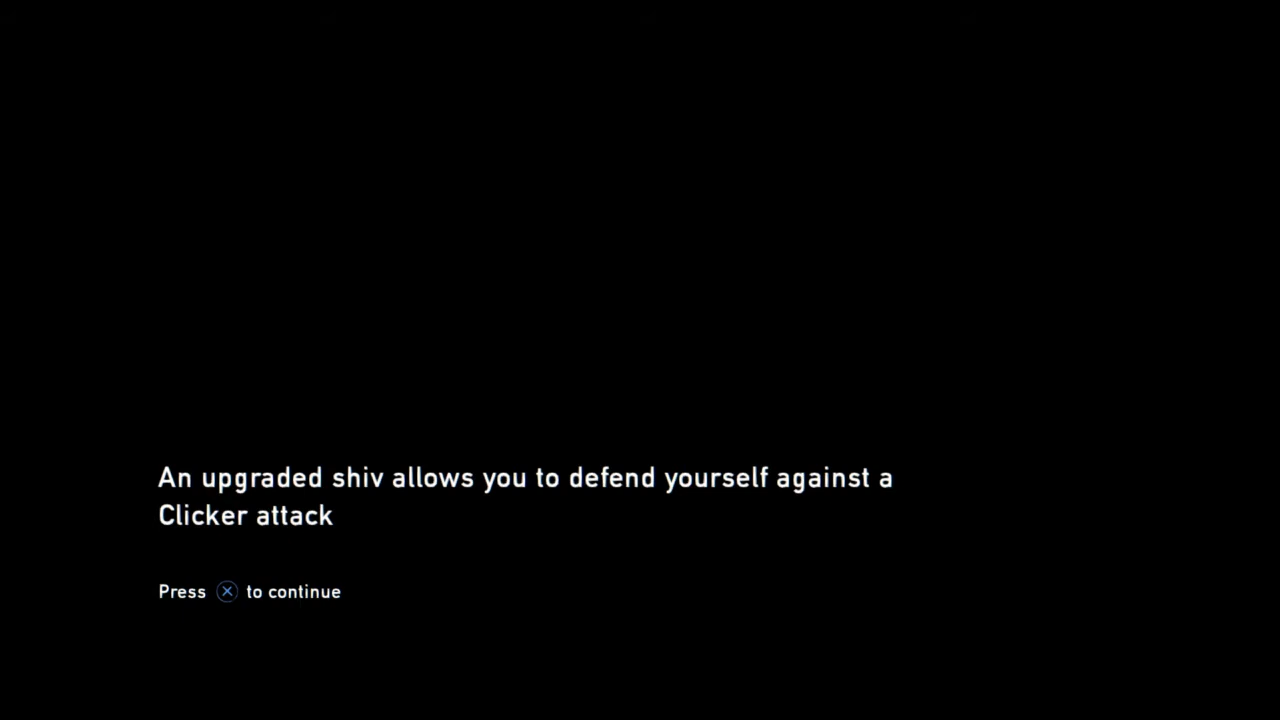 An upgraded shiv allows you to defend yourself against a
Clicker attack
Press ⓧ to continue